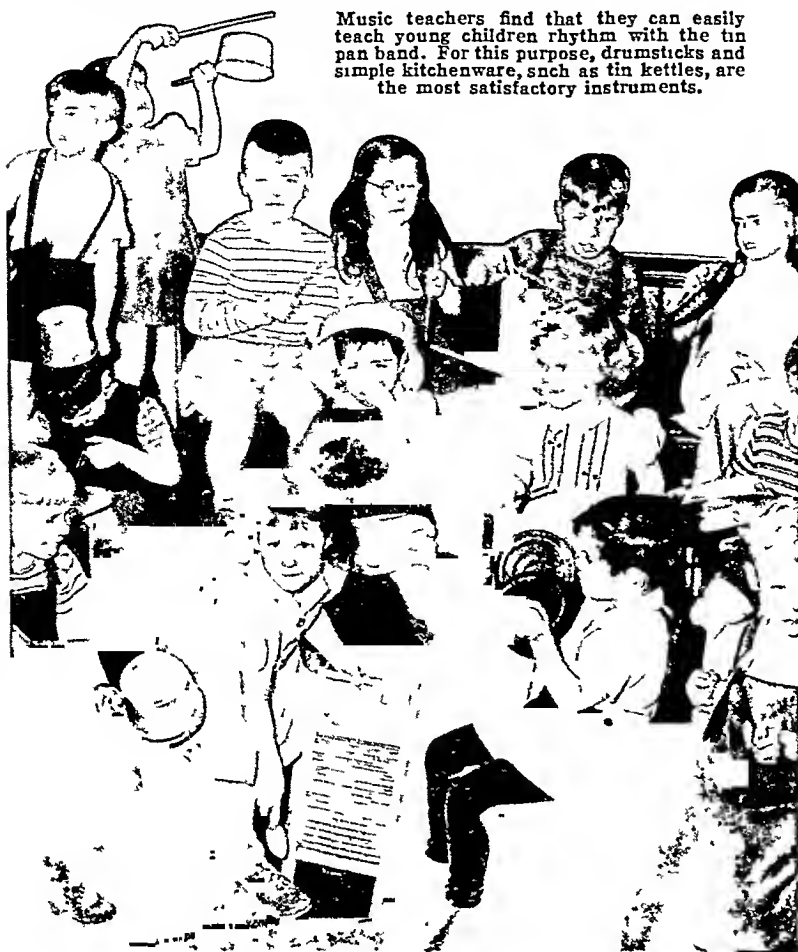 Music teachers find that they can easily
teach young children rhythm with the tin
pan band. For this purpose, drumsticks and
simple kitchenware, snch as tin kettles, are
the most satisfactory instruments.